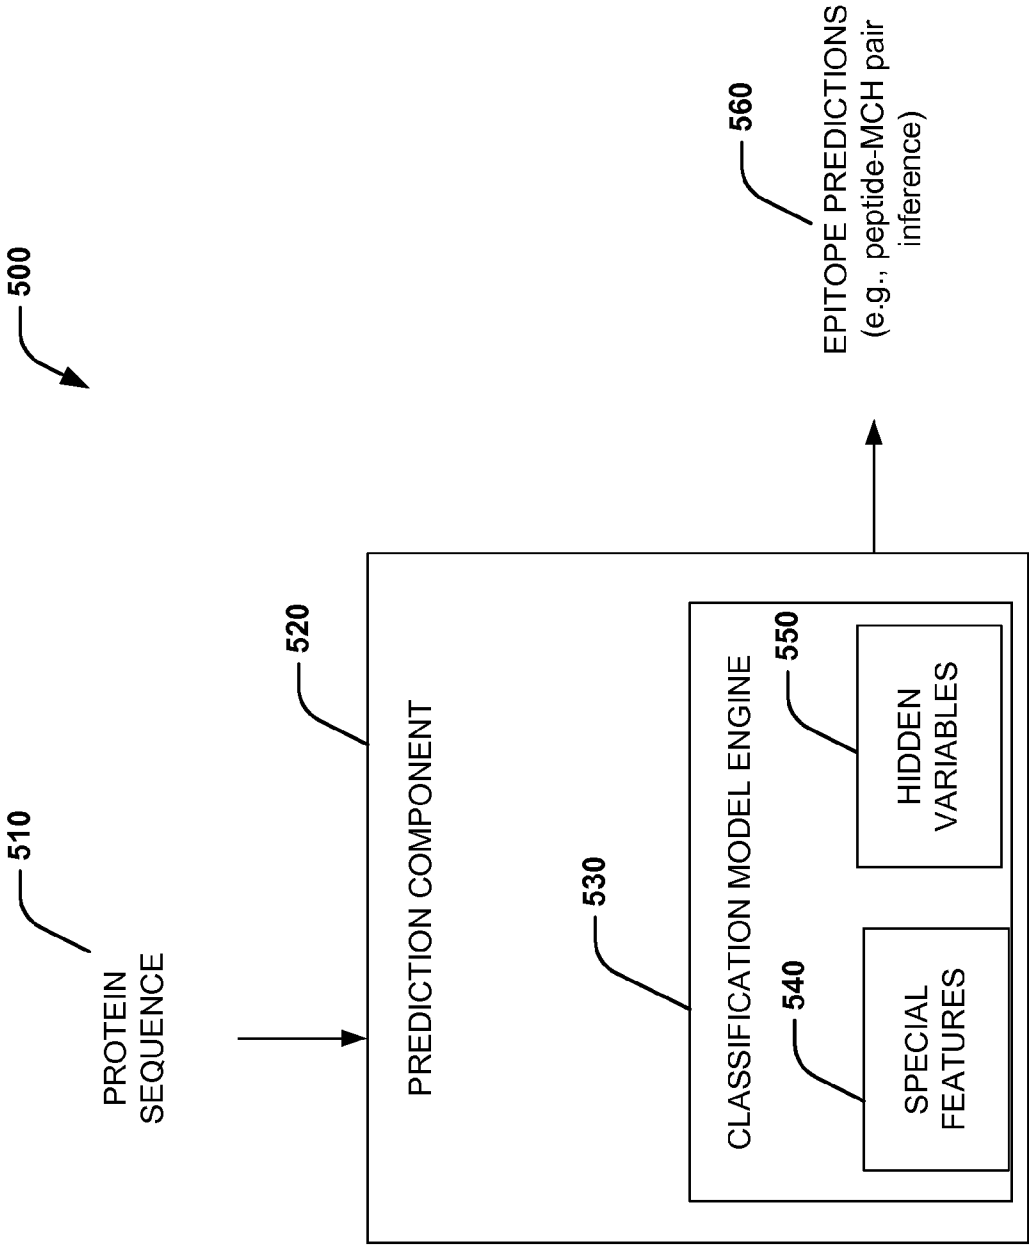 500
510
PROTEIN
SEQUENCE
520
PREDICTION COMPONENT
530
CLASSIFICATION MODEL ENGINE
540
SPECIAL
FEATURES
550
HIDDEN
VARIABLES
560
EPITOPE PREDICTIONS
(e.g., peptide-MCH pair
inference)